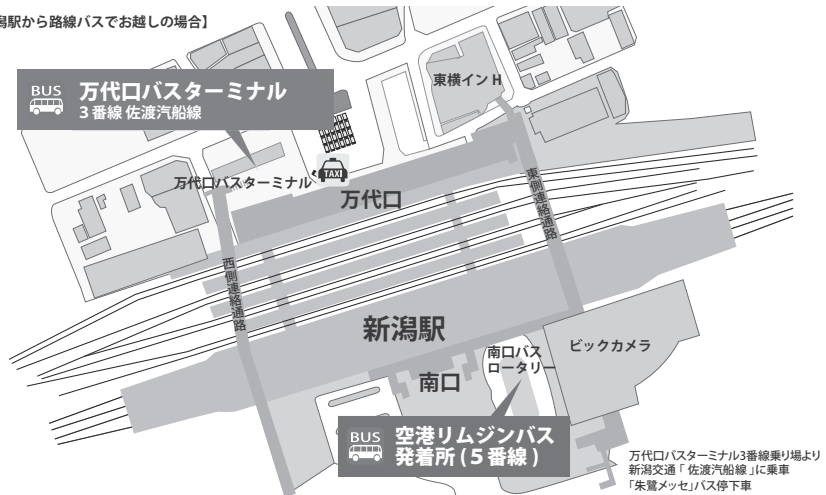 潟駅から路線バスでお越しの場合】
東横イン H
BUS
万代口バスターミナル
3 番線 佐渡汽船線
TAXI
万代口バスターミナル
万代口
東側連絡通路
西側連絡通路
新潟駅
南口バス
ロータリー
ビックカメラ
南口
BUS
空港リムジンバス
発着所 ( 5 番線 )
万代口バスターミナル3番線乗り場より
新潟交通「 佐渡汽船線 」に乗車
「朱鷺メッセ」バス停下車